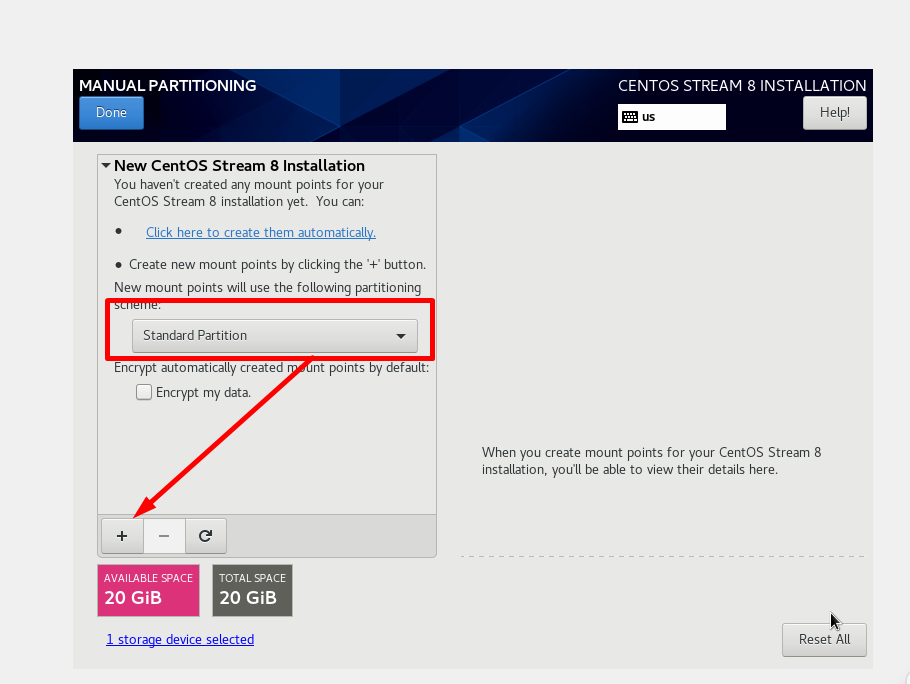 MANUAL PARTITIONING
CENTOS STREAM 8 INSTALLATION
Done
us
Help!
New CentOS Stream 8 Installation
You haven't created any mount points for your
CentOS Stream 8 installation yet.  You can:
Click here to create them automatically.
Create new mount points by clicking the '+' button.
New mount points will use the following partitioning
scheme:
Standard Partition
Encrypt automatically created mount points by default:
Encrypt my data.
When you create mount points for your CentOS Stream 8
installation, you'll be able to view their details here.
AVAILABLE SPACE
20 GiB
TOTAL SPACE
20 GiB
1 storage device selected
Reset All